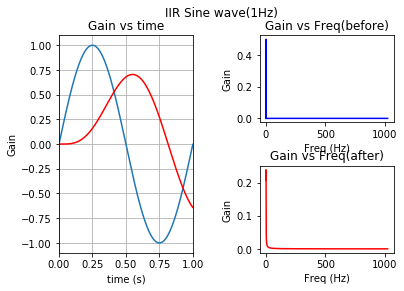 IIR Sine wave(1Hz)
Gain vs time
Gain
1.00
0.75
0.50
0.25
0.00
−0.25
−0.50
−0.75
−1.00
0.00 0.25 0.50 0.75 1.00
time (s)
Gain vs Freq(before)
Gain
0.4
0.2
0.0
0 500 1000
Freq (Hz)
Gain vs Freq(after)
Gain
0.2
0.1
0.0
0 500 1000
Freq (Hz)